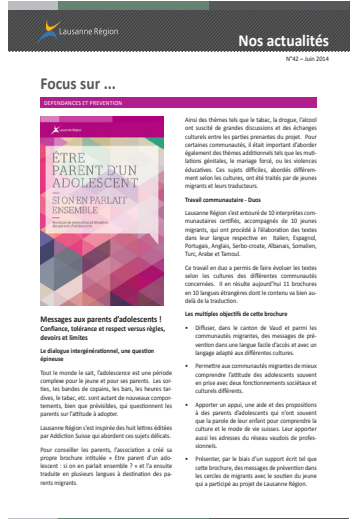 Lausanne Région
Nos actualités
N°42 – Juin 2014
Focus sur ...
DEPENDANCES ET PREVENTION
Lausanne Région
ÊTRE
PARENT D'UN
ADOLESCENT
SI ON EN PARLAIT
ENSEMBLE
Messages aux parents d'adolescents !
Confiance, tolérance et respect versus règles,
devoirs et limites
Le dialogue intergénérationnel, une question
épineuse
Tout le monde le sait, l'adolescence est une période
complexe pour le jeune et pour ses parents. Les sor-
ties, les bandes de copains, les bars, les heures tar-
dives, le tabac, etc. sont autant de nouveaux compor-
tements, bien que prévisibles, qui questionnent les
parents sur l'attitude à adopter.
Lausanne Région s'est inspirée des huit lettres éditées
par Addiction Suisse qui abordent ces sujets délicats.
Pour conseiller les parents, l'association a créé sa
propre brochure intitulée « Etre parent d'un ado-
lescent : si on en parlait ensemble ? » et l'a ensuite
traduite en plusieurs langues à destination des pa-
rents migrants.
Ainsi des thèmes tels que le tabac, la drogue, l'alcool
ont suscité de grandes discussions et des échanges
culturels entre les parties prenantes du projet. Pour
certaines communautés, il était important d'aborder
également des thèmes additionnels tels que les muti-
lations génitales, le mariage forcé, ou les violences
éducatives. Ces sujets difficiles, abordés différem-
ment selon les cultures, ont été traités par de jeunes
migrants et leurs traducteurs.
Travail communautaire - Duos
Lausanne Région s'est entouré de 10 interprètes com-
munautaires certifiés, accompagnés de 10 jeunes
migrants, qui ont procédé à l'élaboration des textes
dans leur langue respective en Italien, Espagnol,
Portugais, Anglais, Serbo-croate, Albanais, Somalien,
Turc, Arabe et Tamoul.
Ce travail en duo a permis de faire évoluer les textes
selon les cultures des différentes communautés
concernées. Il en résulte aujourd'hui 11 brochures
en 10 langues étrangères dont le contenu va bien au-
delà de la traduction.
Les multiples objectifs de cette brochure
• Diffuser, dans le canton de Vaud et parmi les
communautés migrantes, des messages de pré-
vention dans une langue facile d'accès et avec un
langage adapté aux différentes cultures.
• Permettre aux communautés migrantes de mieux
comprendre l'attitude des adolescents souvent
en prise avec deux fonctionnements sociétaux et
culturels différents.
• Apporter un appui, une aide et des propositions
à des parents d'adolescents qui n'ont souvent
que la parole de leur enfant pour comprendre la
culture et le mode de vie suisses. Leur apporter
aussi les adresses du réseau vaudois de profes-
sionnels.
• Présenter, par le biais d'un support écrit tel que
cette brochure, des messages de prévention dans
les cercles de migrants avec le soutien du jeune
qui a participé au projet de Lausanne Région.